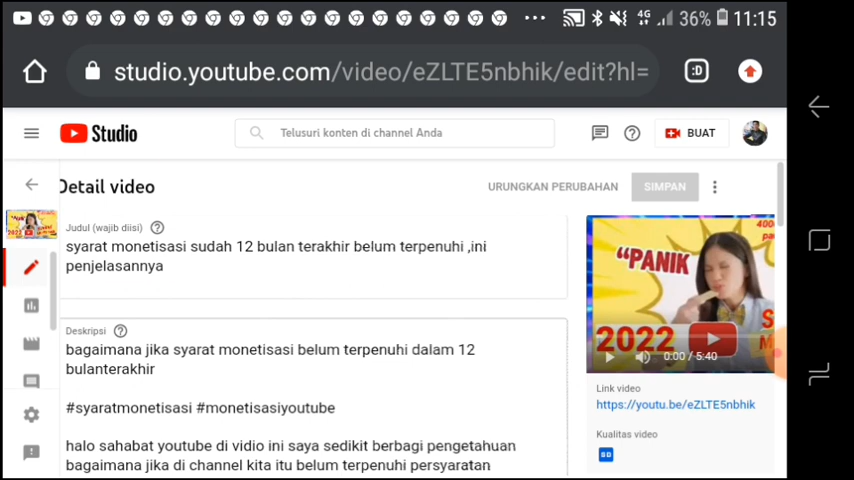 4G 36% 11:15
studio.youtube.com/video/eZLTE5nbhik/edit?hl=
:D
Studio
Telusuri konten di channel Anda
BUAT
Detail video
URUNGKAN PERUBAHAN
SIMPAN
Judul (wajib diisi)
syarat monetisasi sudah 12 bulan terakhir belum terpenuhi ,ini
penjelasannya
Deskripsi
bagaimana jika syarat monetisasi belum terpenuhi dalam 12
bulanterakhir
#syaratmonetisasi #monetisasiyoutube
halo sahabat youtube di vidio ini saya sedikit berbagi pengetahuan
bagaimana jika di channel kita itu belum terpenuhi persyaratan
"PANIK
2022
0:00 / 5:40
Link video
https://youtu.be/eZLTE5nbhik
Kualitas video
SD